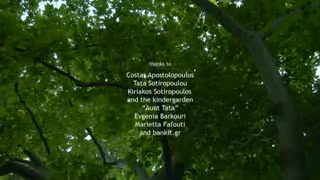 thanks to
Costas Apostolopoulos
Tata Sotiropoulou
Kiriakos Sotiropoulos
and the kindergarden
"Aunt Tata"
Evgenia Barkouri
Marietta Fafouti
and bankit.gr